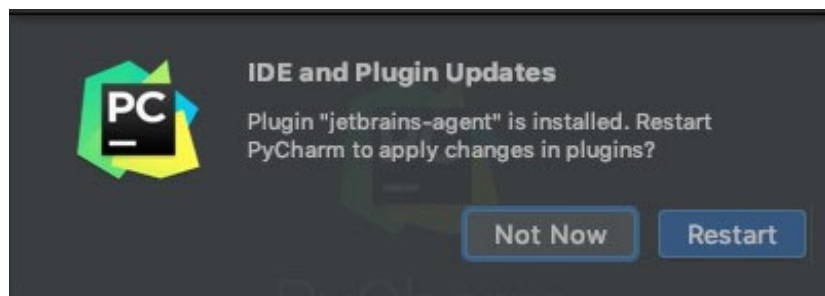 PC
IDE and Plugin Updates
Plugin "jetbrains-agent" is installed. Restart
PyCharm to apply changes in plugins?
Not Now
Restart